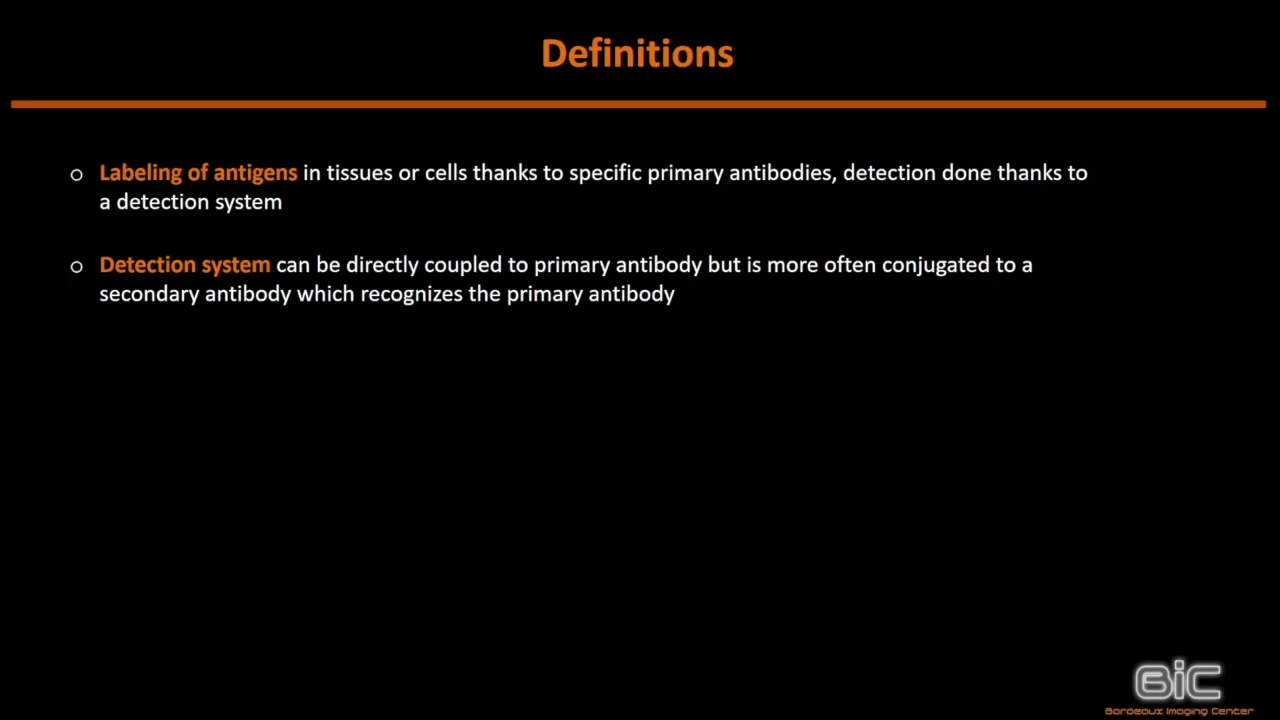 Definitions
Labeling of antigens in tissues or cells thanks to specific primary antibodies, detection done thanks to
a detection system
Detection system can be directly coupled to primary antibody but is more often conjugated to a
secondary antibody which recognizes the primary antibody
BiC
Bordeaux Imaging Center